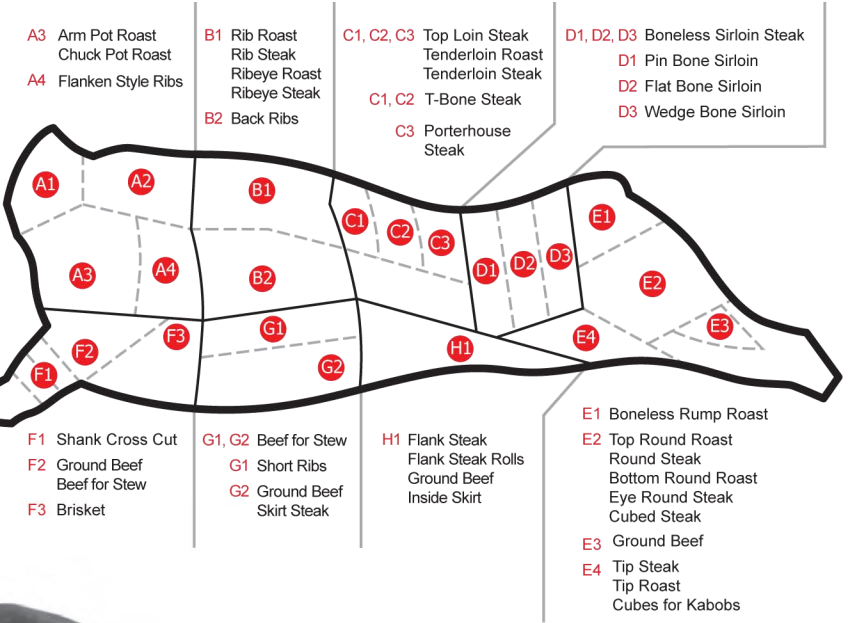 A3 Arm Pot Roast
Chuck Pot Roast
A4 Flanken Style Ribs
B1 Rib Roast
Rib Steak
Ribeye Roast
Ribeye Steak
B2 Back Ribs
C1, C2, C3 Top Loin Steak
Tenderloin Roast
Tenderloin Steak
C1, C2 T-Bone Steak
C3 Porterhouse
Steak
D1, D2, D3 Boneless Sirloin Steak
D1 Pin Bone Sirloin
D2 Flat Bone Sirloin
D3 Wedge Bone Sirloin
A1
A2
B1
C1
C2
C3
E1
A3
A4
B2
D1
D2
D3
E2
F1
F2
F3
G1
G2
H1
E4
E3
F1 Shank Cross Cut
F2 Ground Beef
Beef for Stew
F3 Brisket
G1, G2 Beef for Stew
G1 Short Ribs
G2 Ground Beef
Skirt Steak
H1 Flank Steak
Flank Steak Rolls
Ground Beef
Inside Skirt
E1 Boneless Rump Roast
E2 Top Round Roast
Round Steak
Bottom Round Roast
Eye Round Steak
Cubed Steak
E3 Ground Beef
E4 Tip Steak
Tip Roast
Cubes for Kabobs